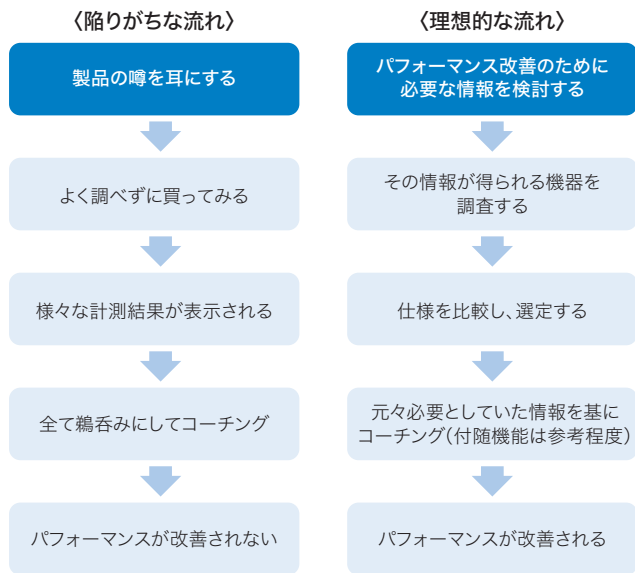 〈陥りがちな流れ〉
製品の噂を耳にする
よく調べずに買ってみる
様々な計測結果が表示される
全て鵜呑みにしてコーチング
パフォーマンスが改善されない
〈理想的な流れ〉
パフォーマンス改善のために
必要な情報を検討する
その情報が得られる機器を
調査する
仕様を比較し、選定する
元々必要としていた情報を基に
コーチング(付随機能は参考程度)
パフォーマンスが改善される